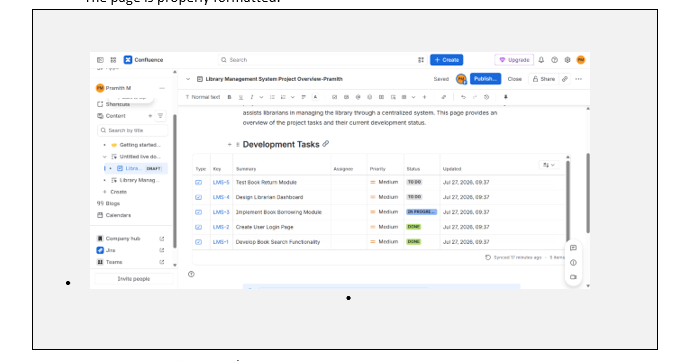 The page is properly formatted.
Confluence
Search
+ Create
Upgrade
Pramith M
Library Management System Project Overview-Pramith
Saved
Publish...
Close
Share
Normal text
Shortcuts
Content
Search by title
Getting started...
Untitled live do...
Libra... DRAFT
Library Manag...
+ Create
Blogs
Calendars
Company hub
Jira
Teams
Invite people
assists librarians in managing the library through a centralized system. This page provides an
overview of the project tasks and their current development status.
Development Tasks
Type Key Summary Assignee Priority Status Updated
LMS-5 Test Book Return Module Medium TO DO Jul 27, 2026, 09:37
LMS-4 Design Librarian Dashboard Medium TO DO Jul 27, 2026, 09:37
LMS-3 Implement Book Borrowing Module Medium IN PROGRE... Jul 27, 2026, 09:37
LMS-2 Create User Login Page Medium DONE Jul 27, 2026, 09:37
LMS-1 Develop Book Search Functionality Medium DONE Jul 27, 2026, 09:37
Synced 17 minutes ago · 5 items